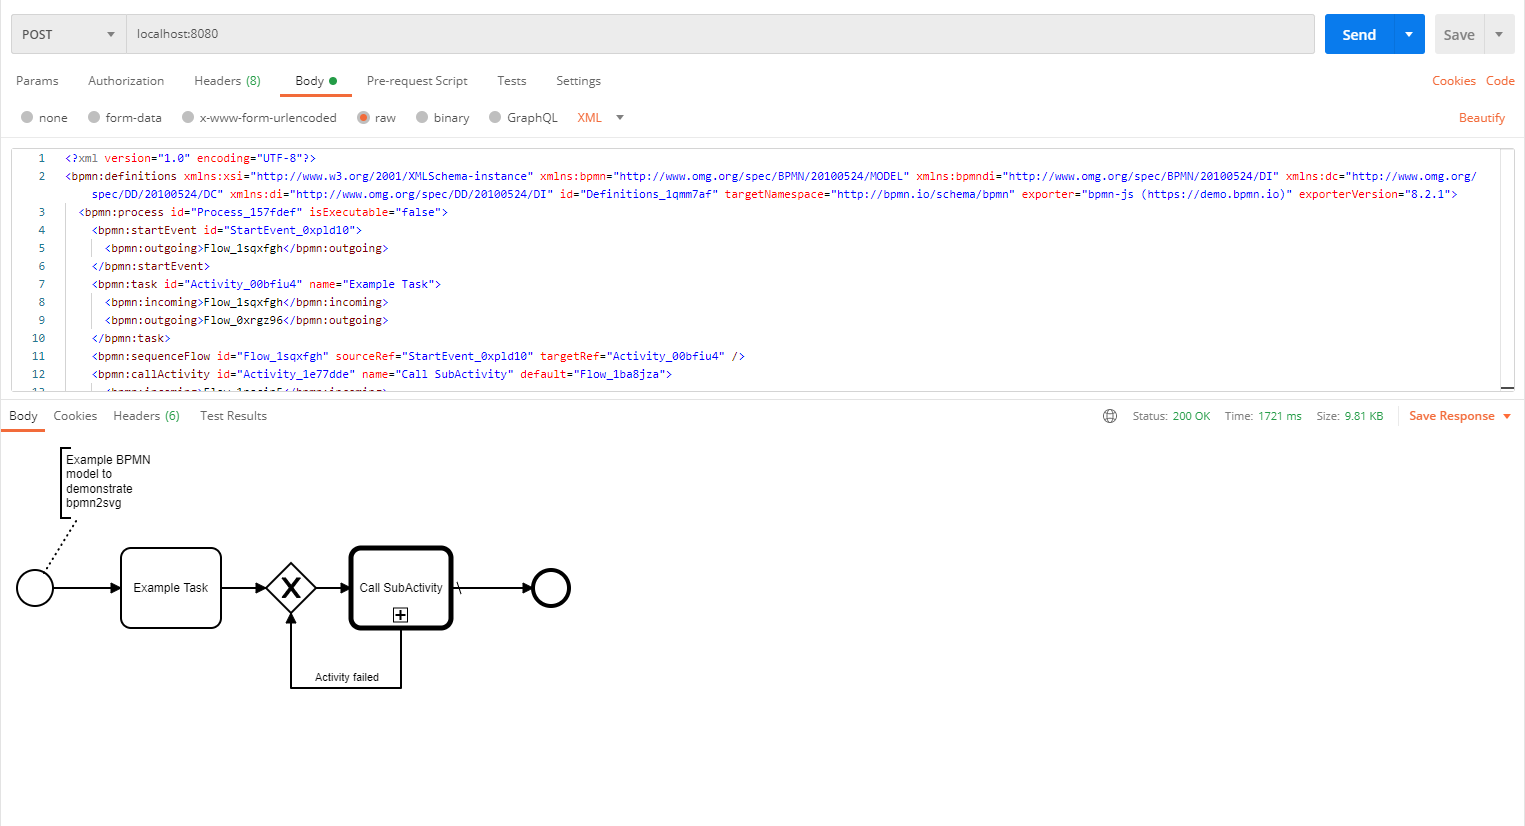 POST
localhost:8080
Send
Save
Params
Authorization
Headers (8)
Body
Pre-request Script
Tests
Settings
Cookies
Code
none
form-data
x-www-form-urlencoded
raw
binary
GraphQL
XML
Beautify
1 <?xml version="1.0" encoding="UTF-8"?>
2 <bpmn:definitions xmlns:xsi="http://www.w3.org/2001/XMLSchema-instance" xmlns:bpmn="http://www.omg.org/spec/BPMN/20100524/MODEL" xmlns:bpmndi="http://www.omg.org/spec/BPMN/20100524/DI" xmlns:dc="http://www.omg.org/
spec/DD/20100524/DC" xmlns:di="http://www.omg.org/spec/DD/20100524/DI" id="Definitions_1qmm7af" targetNamespace="http://bpmn.io/schema/bpmn" exporter="bpmn-js (https://demo.bpmn.io)" exporterVersion="8.2.1">
3 <bpmn:process id="Process_157fdef" isExecutable="false">
4 <bpmn:startEvent id="StartEvent_0xpld10">
5 <bpmn:outgoing>Flow_1sqxfgh</bpmn:outgoing>
6 </bpmn:startEvent>
7 <bpmn:task id="Activity_00bfiu4" name="Example Task">
8 <bpmn:incoming>Flow_1sqxfgh</bpmn:incoming>
9 <bpmn:outgoing>Flow_0xrgz96</bpmn:outgoing>
10 </bpmn:task>
11 <bpmn:sequenceFlow id="Flow_1sqxfgh" sourceRef="StartEvent_0xpld10" targetRef="Activity_00bfiu4" />
12 <bpmn:callActivity id="Activity_1e77dde" name="Call SubActivity" default="Flow_1ba8jza">
Body
Cookies
Headers (6)
Test Results
Status: 200 OK
Time: 1721 ms
Size: 9.81 KB
Save Response
Example BPMN
model to
demonstrate
bpmn2svg
Example Task
X
Call SubActivity
Activity failed